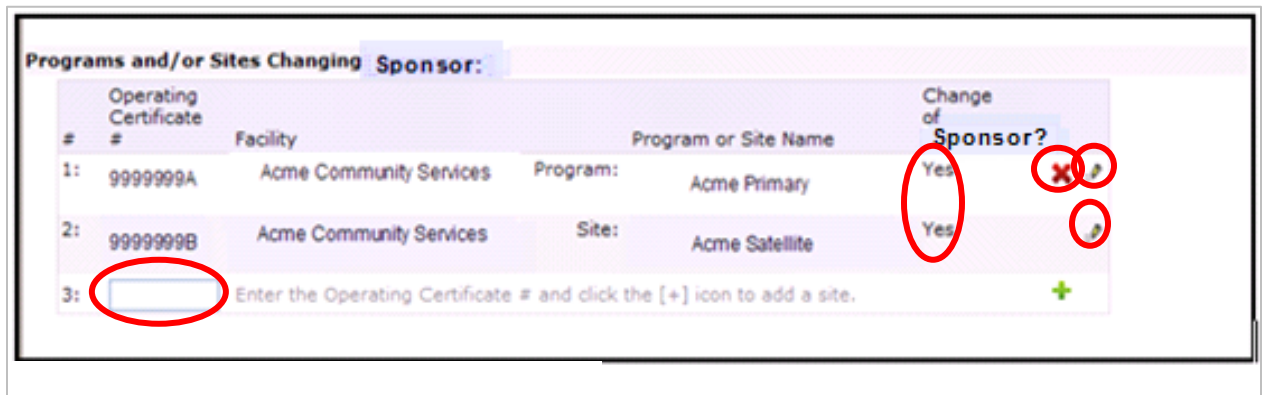 Programs and/or Sites Changing Sponsor:
Operating Certificate # Change of Sponsor?
# Facility Program or Site Name
1: 9999999A Acme Community Services Program: Acme Primary Yes
2: 9999999B Acme Community Services Site: Acme Satellite Yes
3: Enter the Operating Certificate # and click the [+] icon to add a site.